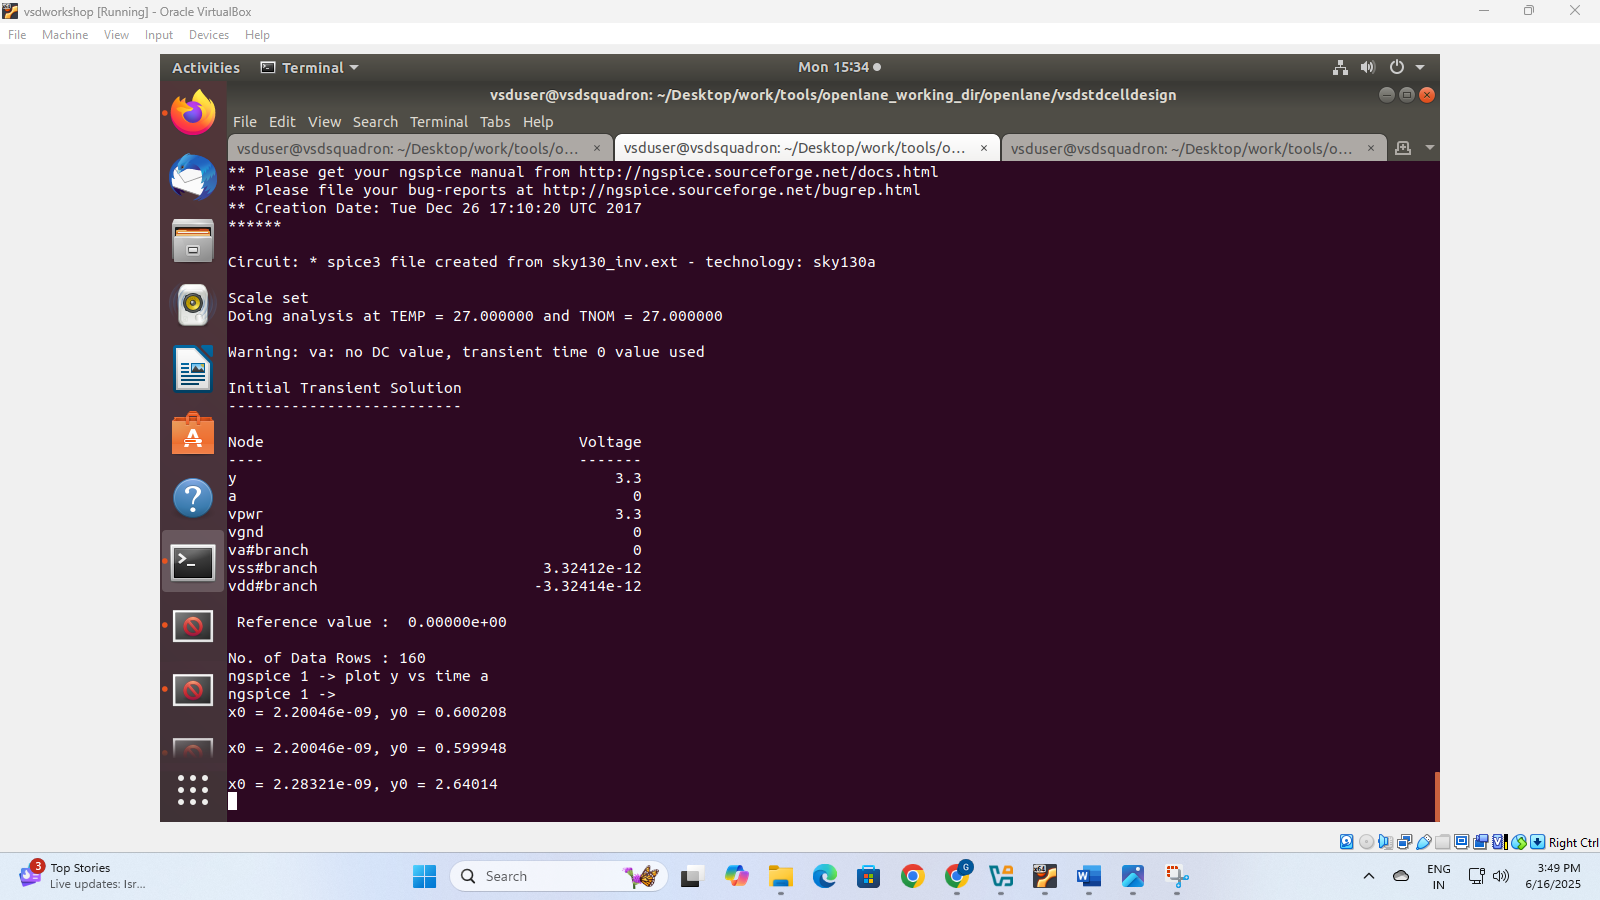 vsdworkshop [Running] - Oracle VirtualBox
File Machine View Input Devices Help
Activities Terminal Mon 15:34
vsduser@vsdsquadron: ~/Desktop/work/tools/openlane_working_dir/openlane/vsdstdcelldesign
File Edit View Search Terminal Tabs Help
vsduser@vsdsquadron: ~/Desktop/work/tools/o... × vsduser@vsdsquadron: ~/Desktop/work/tools/o... × vsduser@vsdsquadron: ~/Desktop/work/tools/o... ×
** Please get your ngspice manual from http://ngspice.sourceforge.net/docs.html
** Please file your bug-reports at http://ngspice.sourceforge.net/bugrep.html
** Creation Date: Tue Dec 26 17:10:20 UTC 2017
******
Circuit: * spice3 file created from sky130_inv.ext - technology: sky130a
Scale set
Doing analysis at TEMP = 27.000000 and TNOM = 27.000000
Warning: va: no DC value, transient time 0 value used
Initial Transient Solution
--------------------------
Node Voltage
---- -------
y 3.3
a 0
vpwr 3.3
vgnd 0
va#branch 0
vss#branch 3.32412e-12
vdd#branch -3.32414e-12
Reference value : 0.00000e+00
No. of Data Rows : 160
ngspice 1 -> plot y vs time a
ngspice 1 ->
x0 = 2.20046e-09, y0 = 0.600208
x0 = 2.20046e-09, y0 = 0.599948
x0 = 2.28321e-09, y0 = 2.64014
Right Ctrl
3 Top Stories
Live updates: Isr...
Search
G
x64
ENG
IN
3:49 PM
6/16/2025